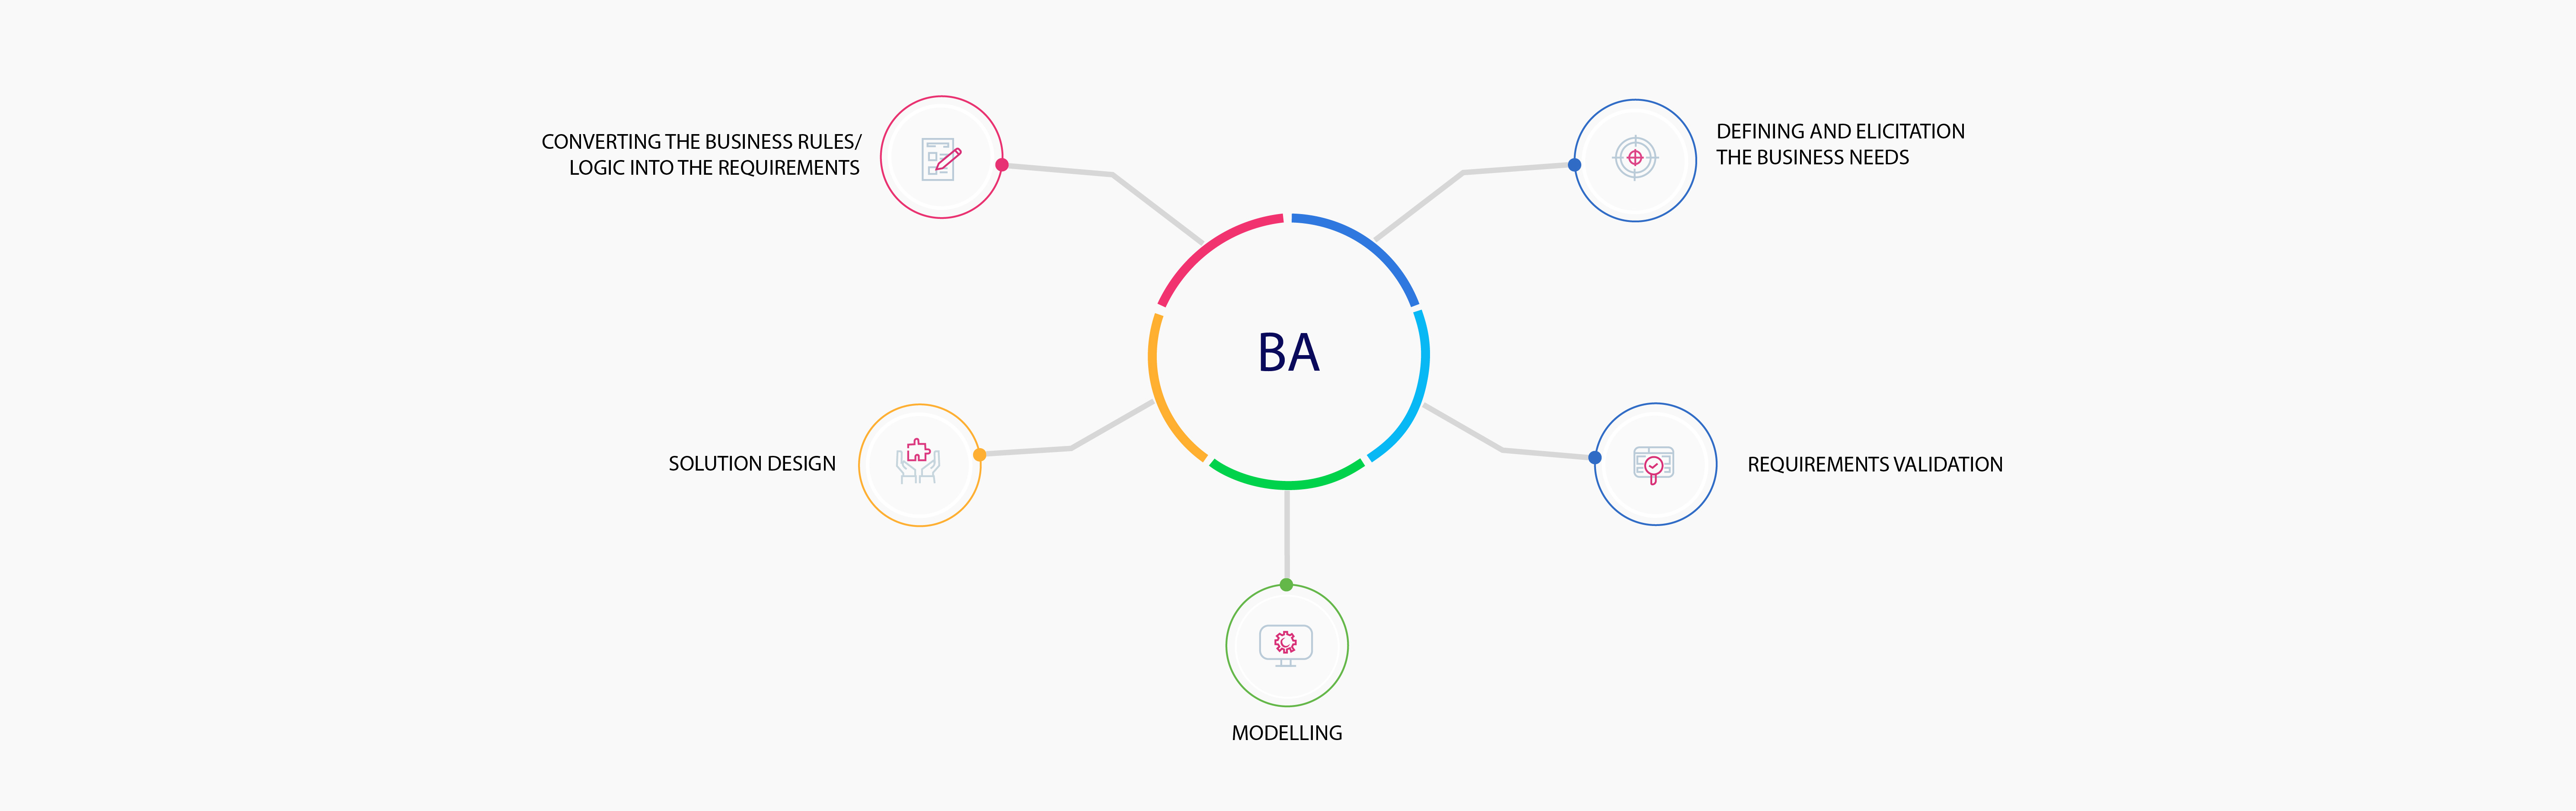 CONVERTING THE BUSINESS RULES/
LOGIC INTO THE REQUIREMENTS
DEFINING AND ELICITATION
THE BUSINESS NEEDS
BA
SOLUTION DESIGN
REQUIREMENTS VALIDATION
MODELLING